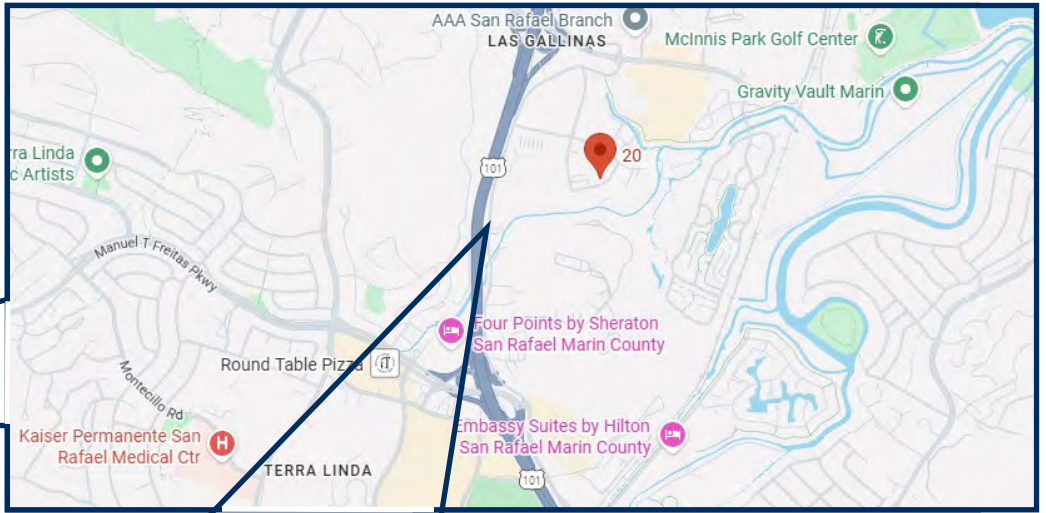 AAA San Rafael Branch
LAS GALLINAS
McInnis Park Golf Center
Gravity Vault Marin
20
rra Linda
c Artists
101
Manuel T Freitas Pkwy
Four Points by Sheraton
San Rafael Marin County
Round Table Pizza
iT
Montecillo Rd
Embassy Suites by Hilton
San Rafael Marin County
Kaiser Permanente San
Rafael Medical Ctr
H
TERRA LINDA
101